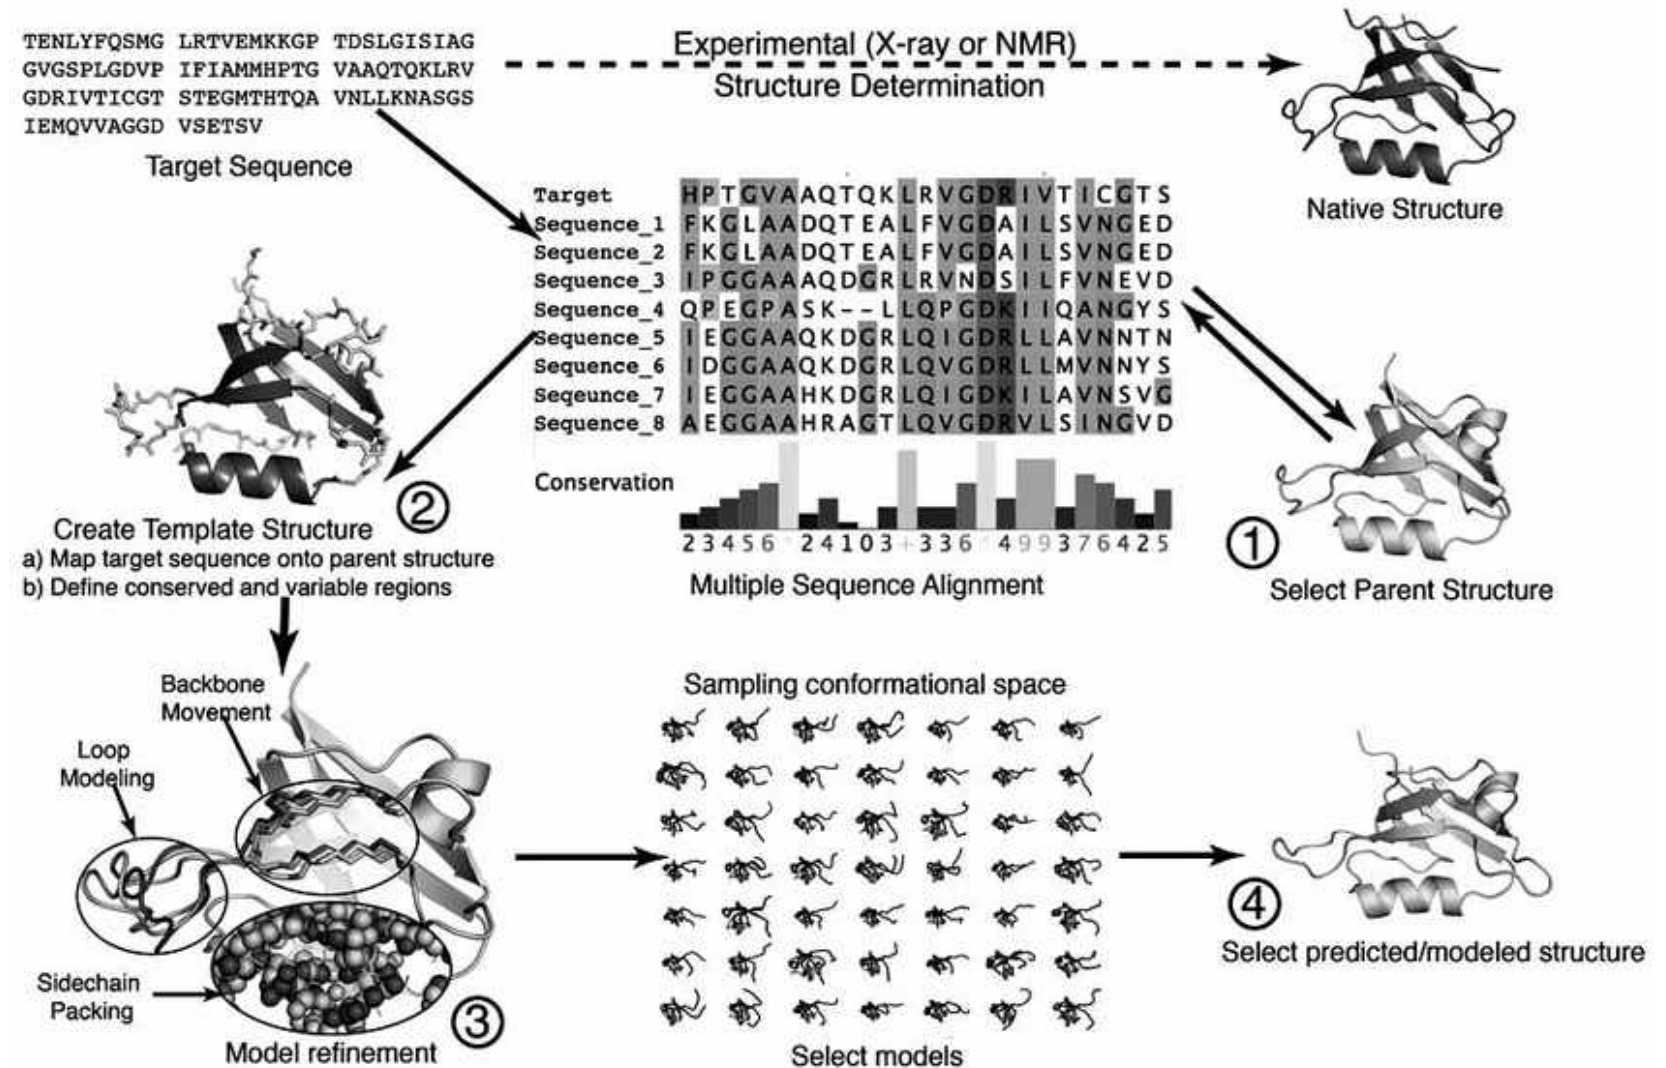 TENLYFQSMG LRTVEMKKGP TDSLGISIAG
GVGSPLGDVP IFIAMMHPTG VAAQTQKLRV
GDRIVTICGT STEGMTHTQA VNLLKNASGS
IEMQVVAGGD VSETSV
Target Sequence
Experimental (X-ray or NMR)
Structure Determination
Native Structure
Target HPTGVAAQTQKLRVGDRIVTICGTS
Sequence_1 FKGLAADQTEALFVGDAILSVNGED
Sequence_2 FKGLAADQTEALFVGDAILSVNGED
Sequence_3 IPGGAAAQDGRLRVNDSILFVNEVD
Sequence_4 QPEGPASK--LLQPGDKIIQANGYS
Sequence_5 IEGGAAQKDGRLQIGDRLLAVNNTN
Sequence_6 IDGGAAQKDGRLQVGDRLLMVNNYS
Seqeunce_7 IEGGAAHKDGRLQIGDKILAVNSVG
Sequence_8 AEGGAAHRAGTLQVGDRVLSINGVD
Conservation
23456*24103+336*499376425
Multiple Sequence Alignment
1
Select Parent Structure
2
Create Template Structure
a) Map target sequence onto parent structure
b) Define conserved and variable regions
Backbone
Movement
Loop
Modeling
Sidechain
Packing
3
Model refinement
Sampling conformational space
Select models
4
Select predicted/modeled structure